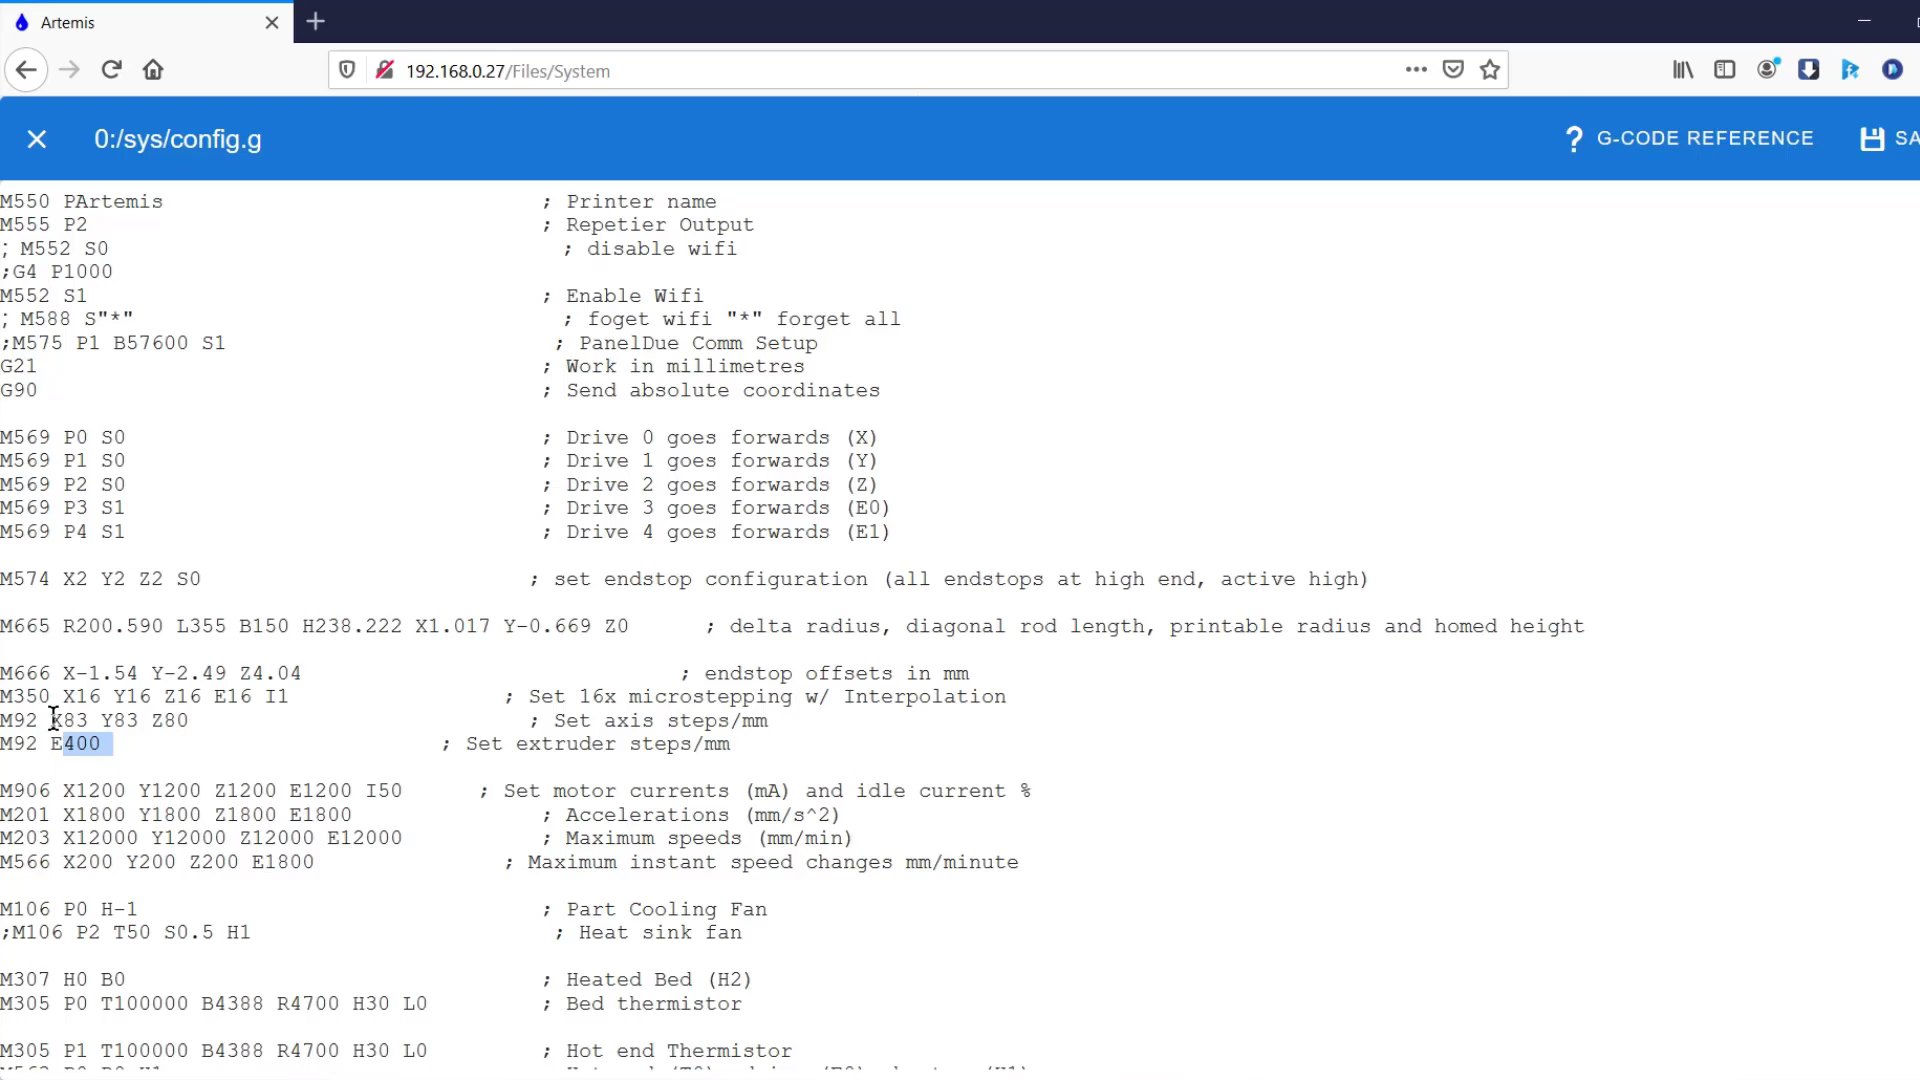 Artemis
192.168.0.27/Files/System
0:/sys/config.g
? G-CODE REFERENCE
M550 PArtemis ; Printer name
M555 P2 ; Repetier Output
; M552 S0 ; disable wifi
;G4 P1000
M552 S1 ; Enable Wifi
; M588 S"*" ; foget wifi "*" forget all
;M575 P1 B57600 S1 ; PanelDue Comm Setup
G21 ; Work in millimetres
G90 ; Send absolute coordinates
M569 P0 S0 ; Drive 0 goes forwards (X)
M569 P1 S0 ; Drive 1 goes forwards (Y)
M569 P2 S0 ; Drive 2 goes forwards (Z)
M569 P3 S1 ; Drive 3 goes forwards (E0)
M569 P4 S1 ; Drive 4 goes forwards (E1)
M574 X2 Y2 Z2 S0 ; set endstop configuration (all endstops at high end, active high)
M665 R200.590 L355 B150 H238.222 X1.017 Y-0.669 Z0 ; delta radius, diagonal rod length, printable radius and homed height
M666 X-1.54 Y-2.49 Z4.04 ; endstop offsets in mm
M350 X16 Y16 Z16 E16 I1 ; Set 16x microstepping w/ Interpolation
M92 X83 Y83 Z80 ; Set axis steps/mm
M92 E400 ; Set extruder steps/mm
M906 X1200 Y1200 Z1200 E1200 I50 ; Set motor currents (mA) and idle current %
M201 X1800 Y1800 Z1800 E1800 ; Accelerations (mm/s^2)
M203 X12000 Y12000 Z12000 E12000 ; Maximum speeds (mm/min)
M566 X200 Y200 Z200 E1800 ; Maximum instant speed changes mm/minute
M106 P0 H-1 ; Part Cooling Fan
;M106 P2 T50 S0.5 H1 ; Heat sink fan
M307 H0 B0 ; Heated Bed (H2)
M305 P0 T100000 B4388 R4700 H30 L0 ; Bed thermistor
M305 P1 T100000 B4388 R4700 H30 L0 ; Hot end Thermistor